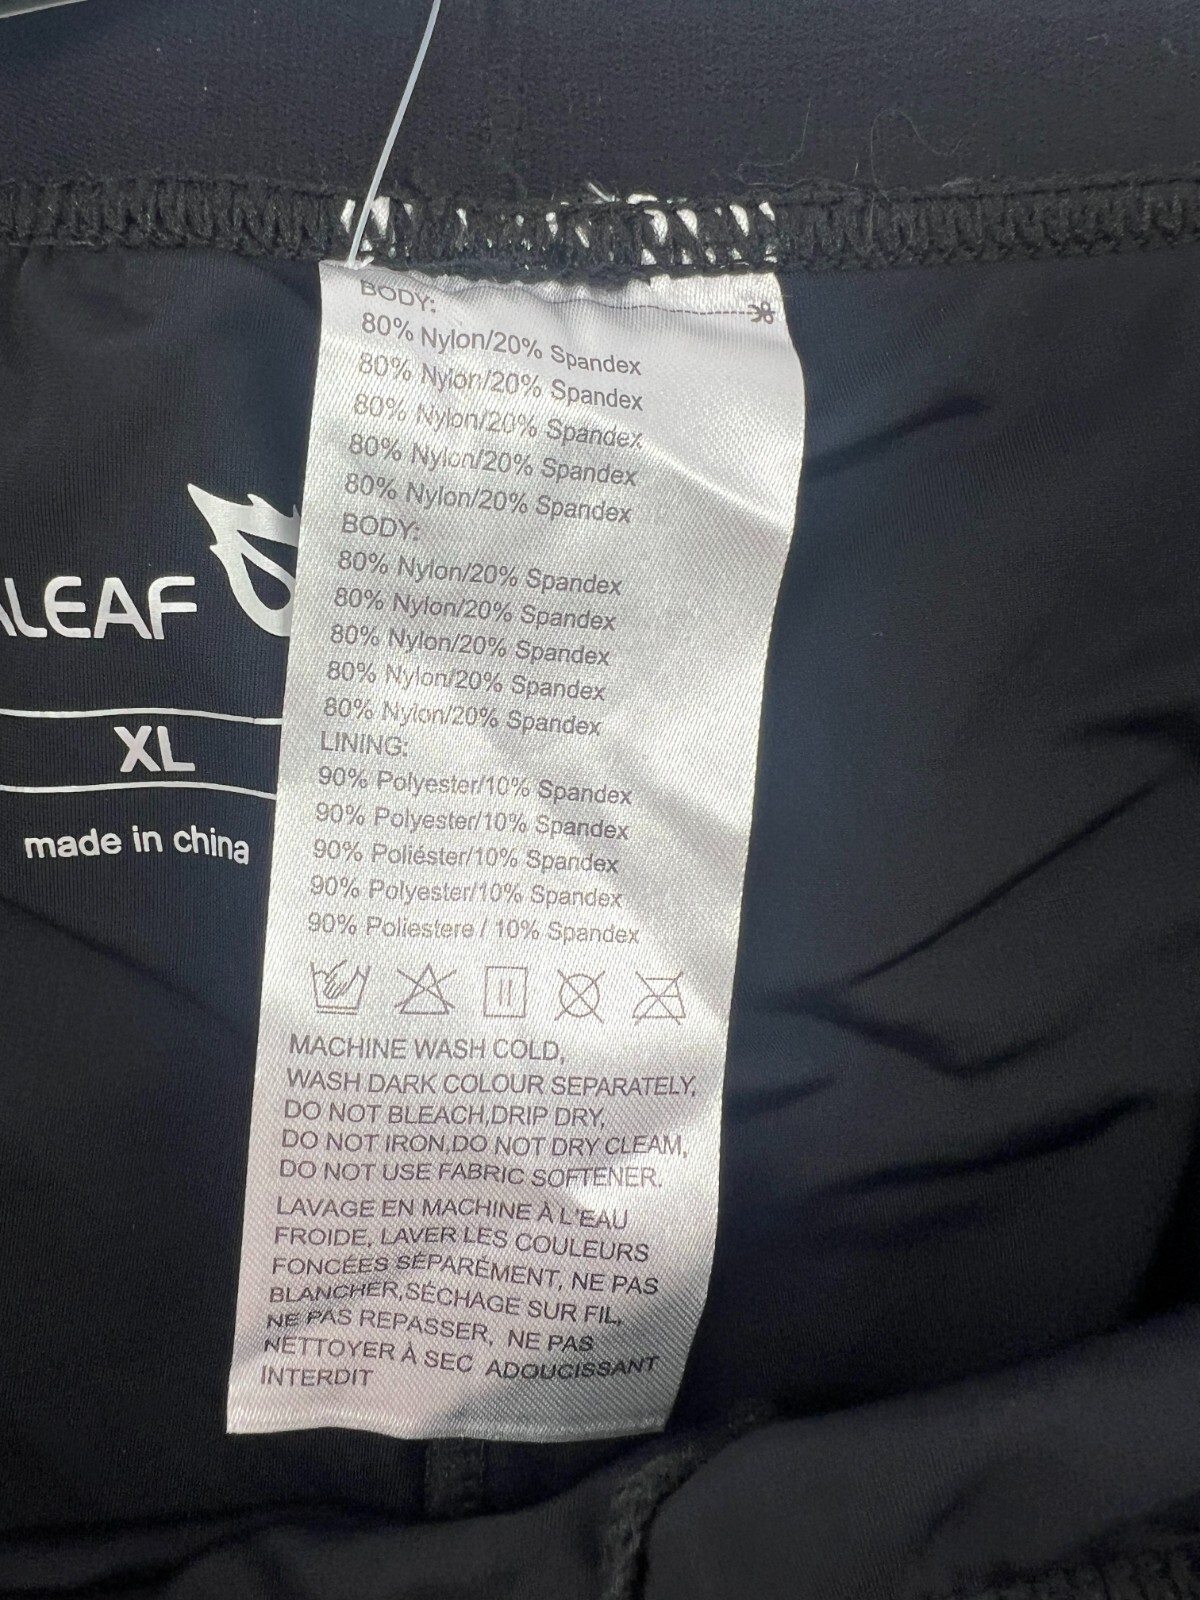 BODY:
80% Nylon/20% Spandex
80% Nylon/20% Spandex
80% Nylon/20% Spandex
80% Nylon/20% Spandex
80% Nylon/20% Spandex
BODY:
80% Nylon/20% Spandex
80% Nylon/20% Spandex
80% Nylon/20% Spandex
80% Nylon/20% Spandex
80% Nylon/20% Spandex
LINING:
90% Polyester/10% Spandex
90% Polyester/10% Spandex
90% Poliéster/10% Spandex
90% Polyester/10% Spandex
90% Poliestere / 10% Spandex
MACHINE WASH COLD,
WASH DARK COLOUR SEPARATELY,
DO NOT BLEACH,DRIP DRY,
DO NOT IRON,DO NOT DRY CLEAM,
DO NOT USE FABRIC SOFTENER.
LAVAGE EN MACHINE À L'EAU
FROIDE, LAVER LES COULEURS
FONCÉES SÉPARÉMENT, NE PAS
BLANCHER,SÉCHAGE SUR FIL,
NE PAS REPASSER, NE PAS
NETTOYER À SEC ADOUCISSANT
INTERDIT
ALEAF
XL
made in china